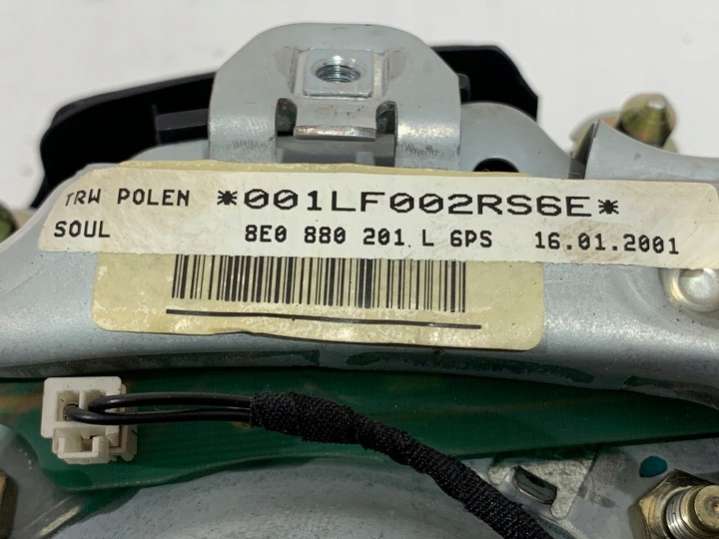 TRW POLEN *001LF002RS6E*
SOUL 8E0 880 201 L 6PS 16.01.2001